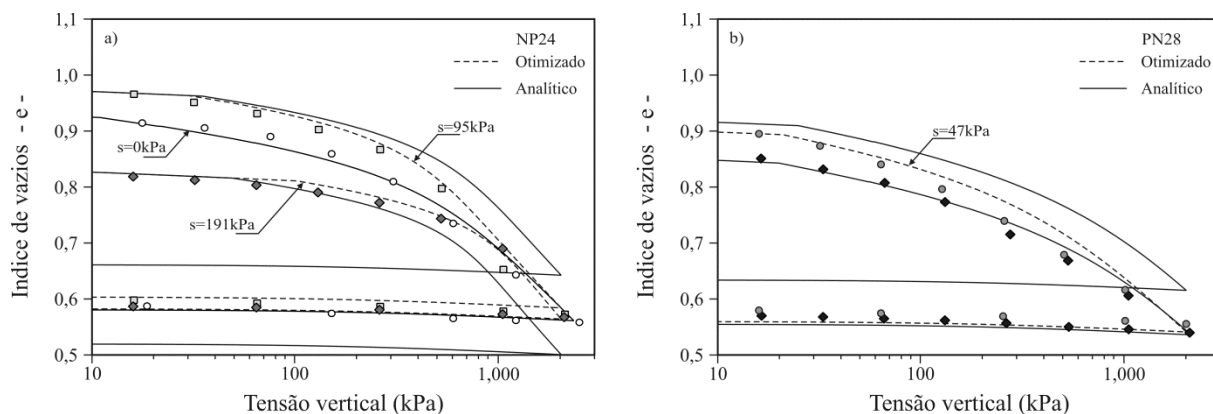 a)
NP24
Otimizado
Analítico
s=95kPa
s=0kPa
s=191kPa
1,1
1,0
0,9
0,8
0,7
0,6
0,5
Indice de vazios - e -
10
100
1,000
Tensão vertical (kPa)
b)
PN28
Otimizado
Analítico
s=47kPa
1,1
1,0
0,9
0,8
0,7
0,6
0,5
Indice de vazios - e -
10
100
1,000
Tensão vertical (kPa)